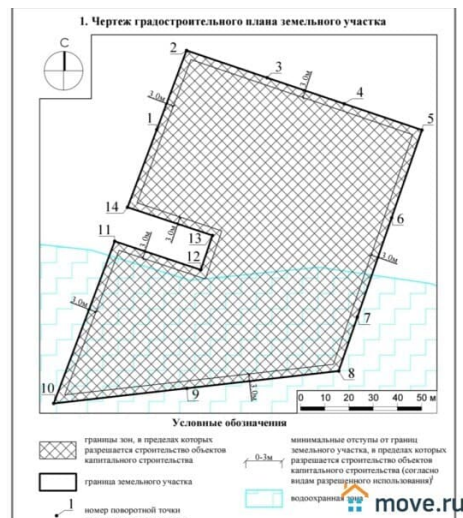 1. Чертеж градостроительного плана земельного участка
С
2
3
3.0м
4
5
3.0м
1
14
3.0м
13
6
11
3.0м
12
3.0м
3.0м
7
8
10
9
3.0м
0 10 20 30 40 50 м
Условные обозначения
границы зон, в пределах которых
разрешается строительство объектов
капитального строительства
граница земельного участка
1
номер поворотной точки
0-3м
минимальные отступы от границ
земельного участка, в пределах которых
разрешается строительство объектов
капитального строительства (согласно
видам разрешенного использования)
водоохранная зона
move.ru